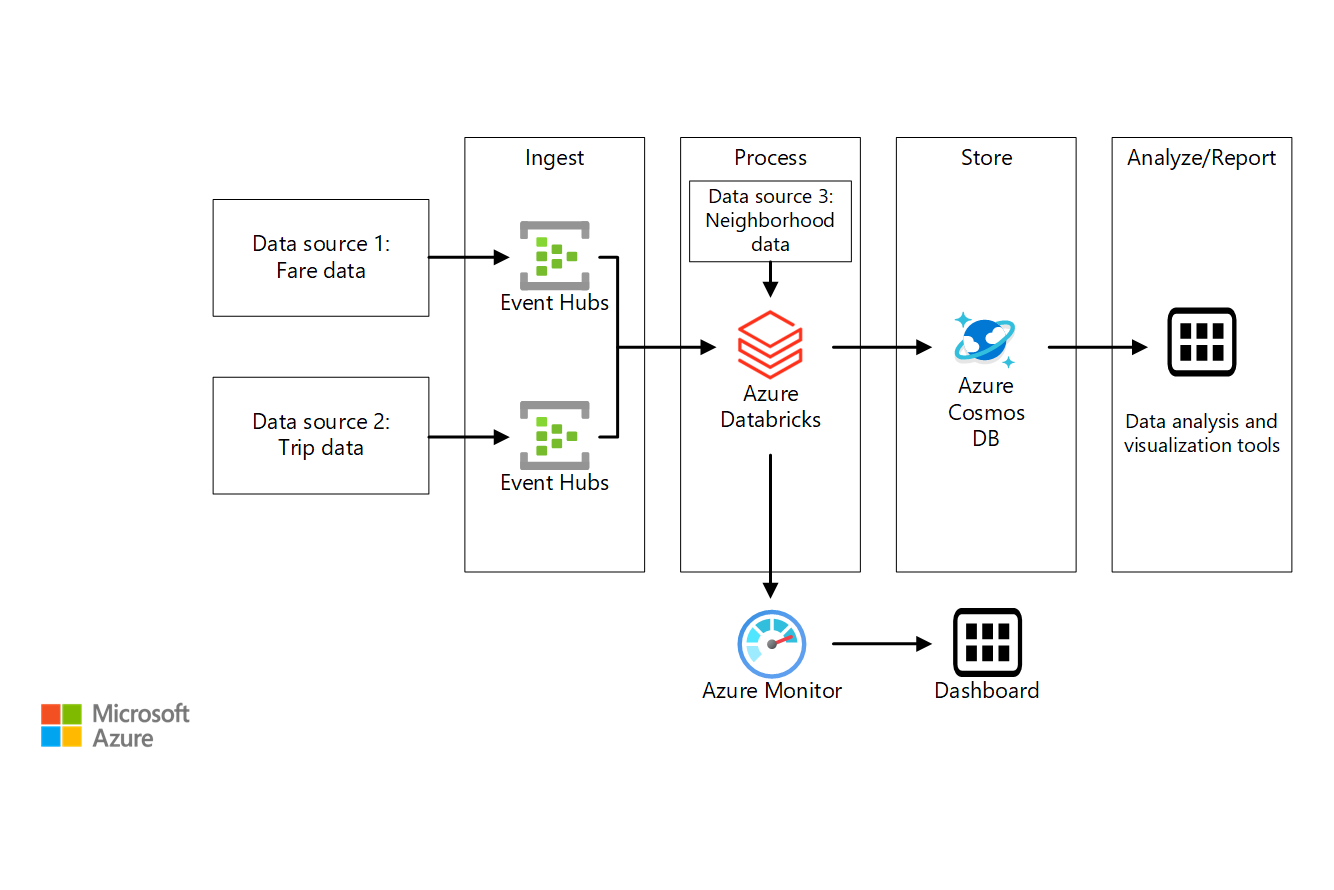 Ingest
Process
Store
Analyze/Report
Data source 1:
Fare data
Event Hubs
Data source 2:
Trip data
Event Hubs
Data source 3:
Neighborhood
data
Azure
Databricks
Azure
Cosmos
DB
Data analysis and
visualization tools
Azure Monitor
Dashboard
Microsoft
Azure